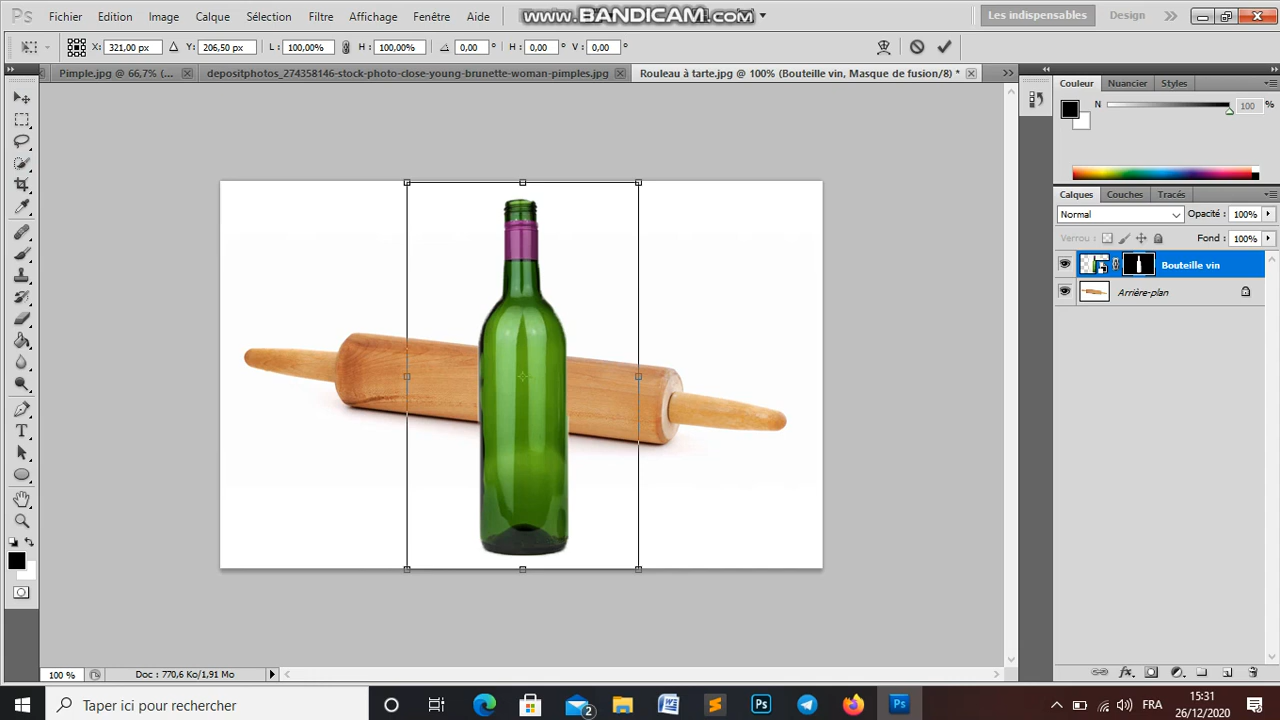 Ps Fichier Edition Image Calque Sélection Filtre Affichage Fenêtre Aide WWW.BANDICAM.COM Les indispensables Design
X: 321,00 px Y: 206,50 px L: 100,00% H: 100,00% 0,00 ° H: 0,00 V: 0,00 °
Pimple.jpg @ 66,7% (... depositphotos_274358146-stock-photo-close-young-brunette-woman-pimples.jpg Rouleau à tarte.jpg @ 100% (Bouteille vin, Masque de fusion/8) *
Couleur Nuancier Styles
N 100 %
Calques Couches Tracés
Normal Opacité : 100%
Verrou : Fond : 100%
Bouteille vin
Arrière-plan
100 % Doc : 770,6 Ko/1,91 Mo
Taper ici pour rechercher 2 Ps FRA 15:31
26/12/2020